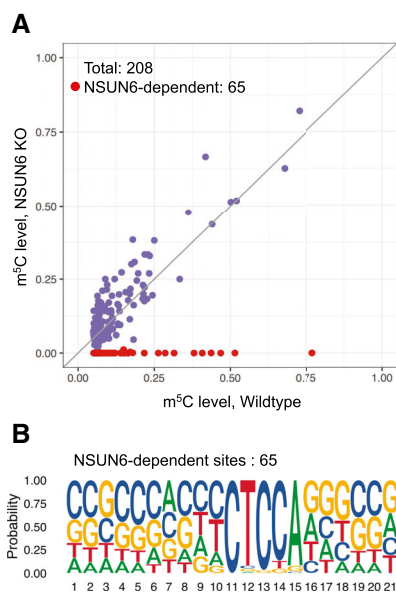 A
1.00
Total: 208
NSUN6-dependent: 65
0.75
0.50
0.25
0.00
m⁵C level, NSUN6 KO
0.00 0.25 0.50 0.75 1.00
m⁵C level, Wildtype
B
NSUN6-dependent sites : 65
Probability
1.00
0.75
0.50
0.25
0.00
CCGCCCACCCCTCCAGGGCCG
1 2 3 4 5 6 7 8 9 10 11 12 13 14 15 16 17 18 19 20 21